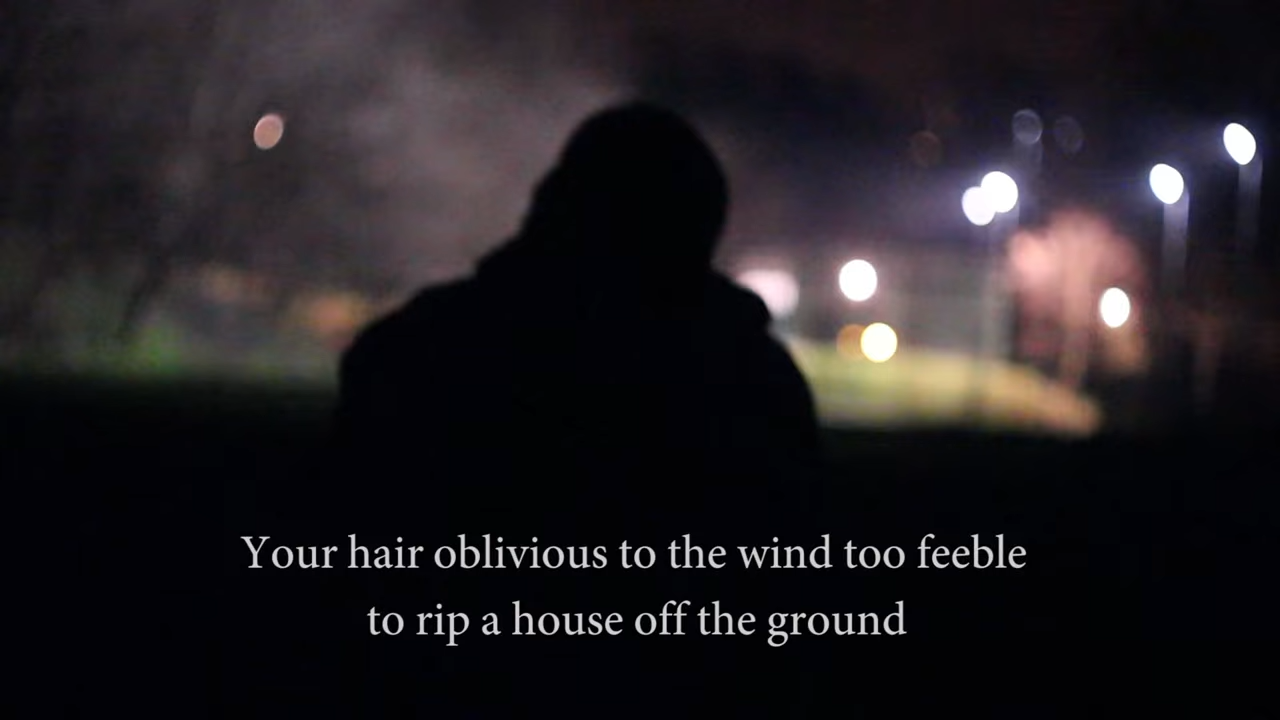 Your hair oblivious to the wind too feeble
to rip a house off the ground